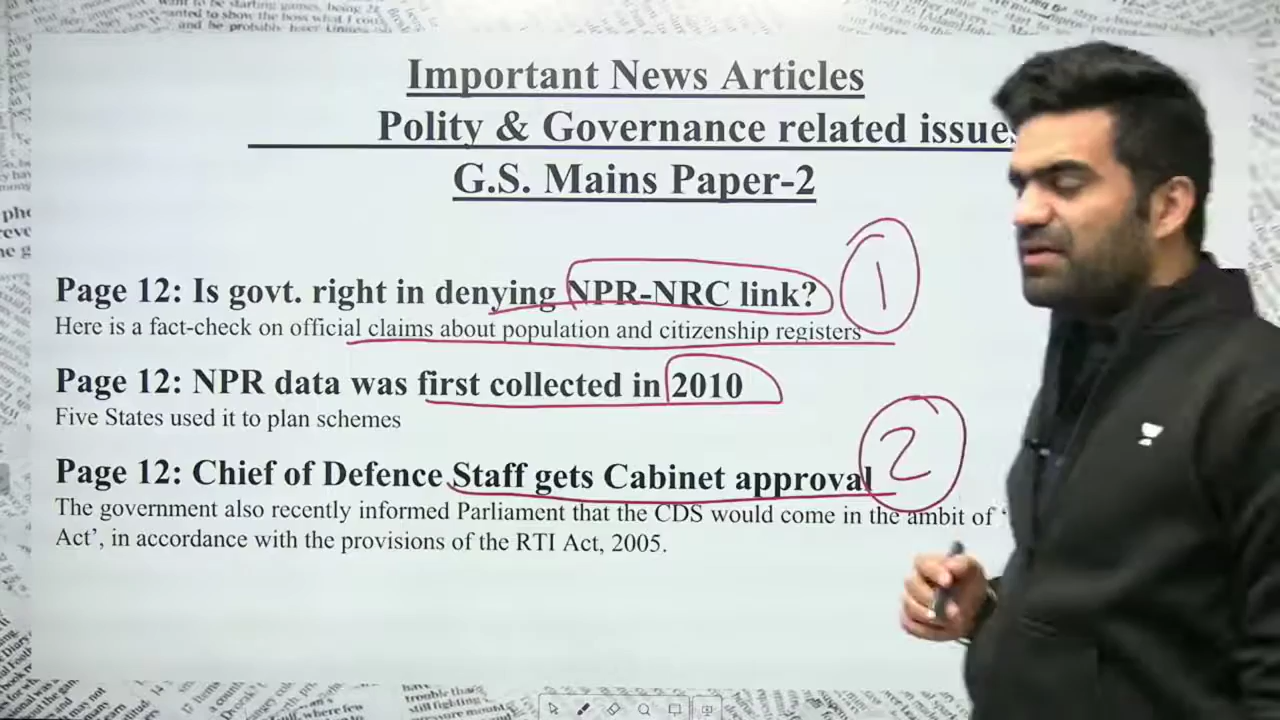 Important News Articles
Polity & Governance related issues
G.S. Mains Paper-2
Page 12: Is govt. right in denying NPR-NRC link?
1
Here is a fact-check on official claims about population and citizenship registers
Page 12: NPR data was first collected in 2010
Five States used it to plan schemes
2
Page 12: Chief of Defence Staff gets Cabinet approval
The government also recently informed Parliament that the CDS would come in the ambit of '
Act', in accordance with the provisions of the RTI Act, 2005.